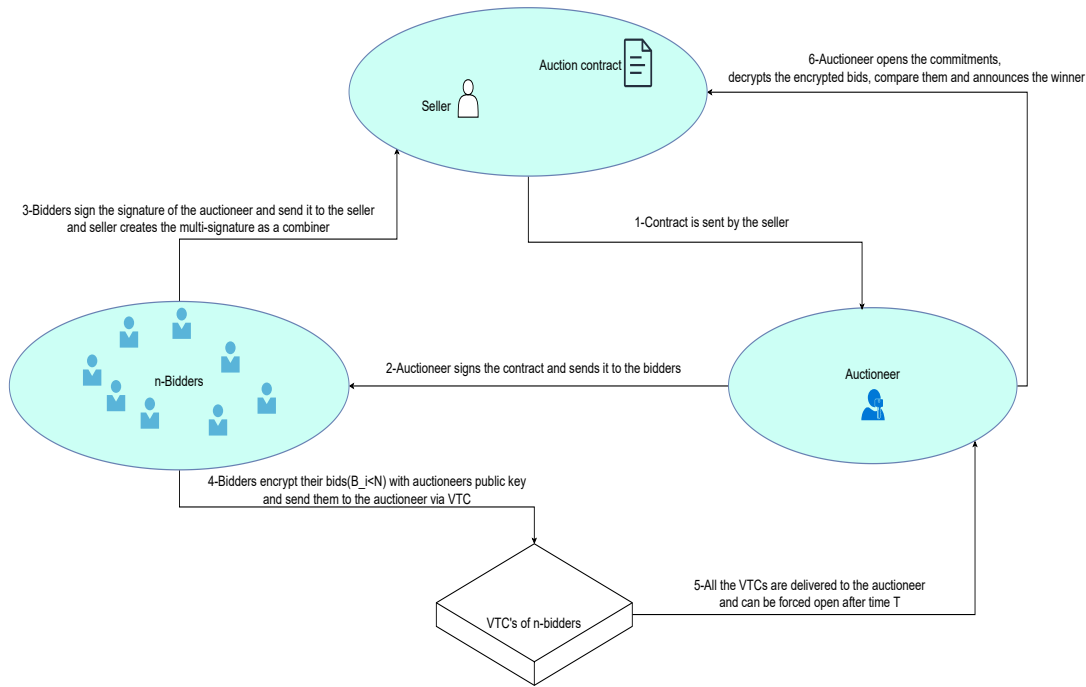 6-Auctioneer opens the commitments,
decrypts the encrypted bids, compare them and announces the winner
Auction contract
Seller
3-Bidders sign the signature of the auctioneer and send it to the seller
and seller creates the multi-signature as a combiner
1-Contract is sent by the seller
2-Auctioneer signs the contract and sends it to the bidders
Auctioneer
n-Bidders
4-Bidders encrypt their bids(B_i<N) with auctioneers public key
and send them to the auctioneer via VTC
5-All the VTCs are delivered to the auctioneer
and can be forced open after time T
VTC's of n-bidders